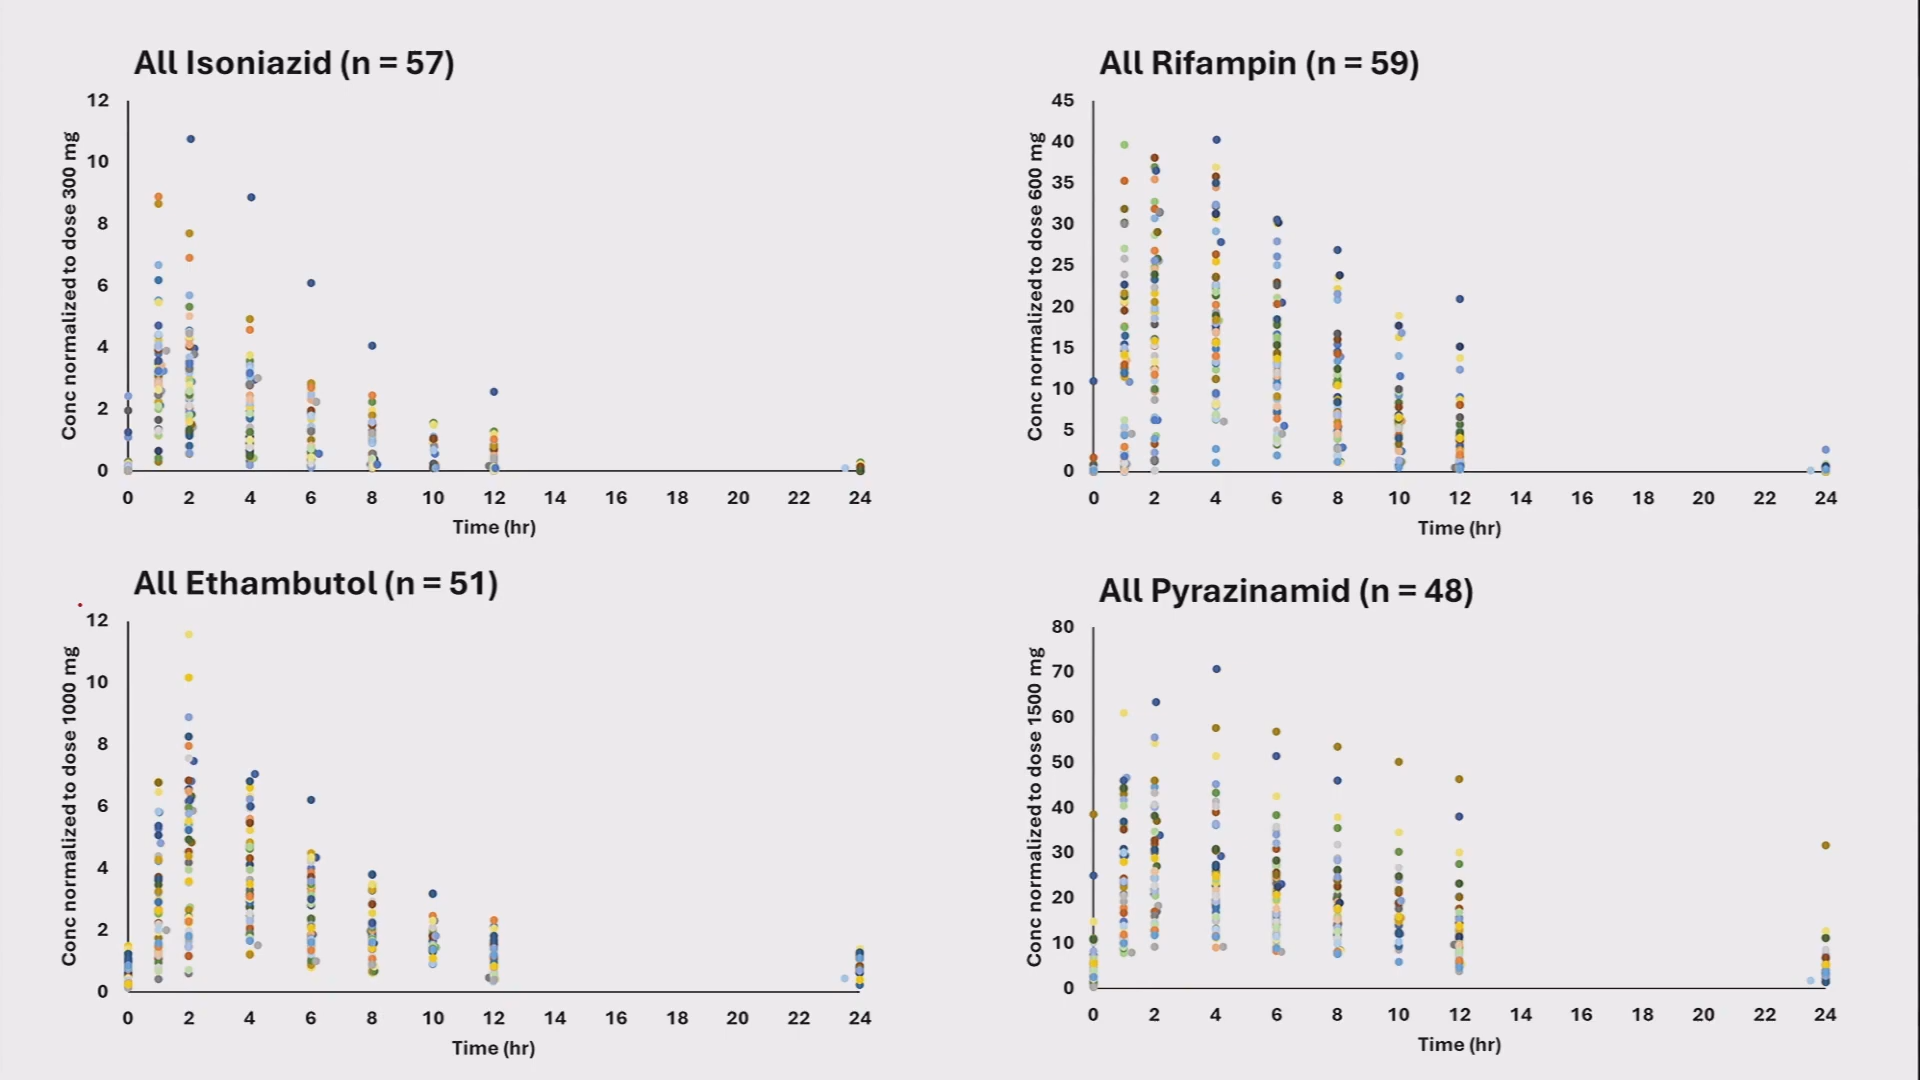 All Isoniazid (n = 57)
Conc normalized to dose 300 mg
12
10
8
6
4
2
0
0 2 4 6 8 10 12 14 16 18 20 22 24
Time (hr)
All Rifampin (n = 59)
Conc normalized to dose 600 mg
45
40
35
30
25
20
15
10
5
0
0 2 4 6 8 10 12 14 16 18 20 22 24
Time (hr)
All Ethambutol (n = 51)
Conc normalized to dose 1000 mg
12
10
8
6
4
2
0
0 2 4 6 8 10 12 14 16 18 20 22 24
Time (hr)
All Pyrazinamid (n = 48)
Conc normalized to dose 1500 mg
80
70
60
50
40
30
20
10
0
0 2 4 6 8 10 12 14 16 18 20 22 24
Time (hr)